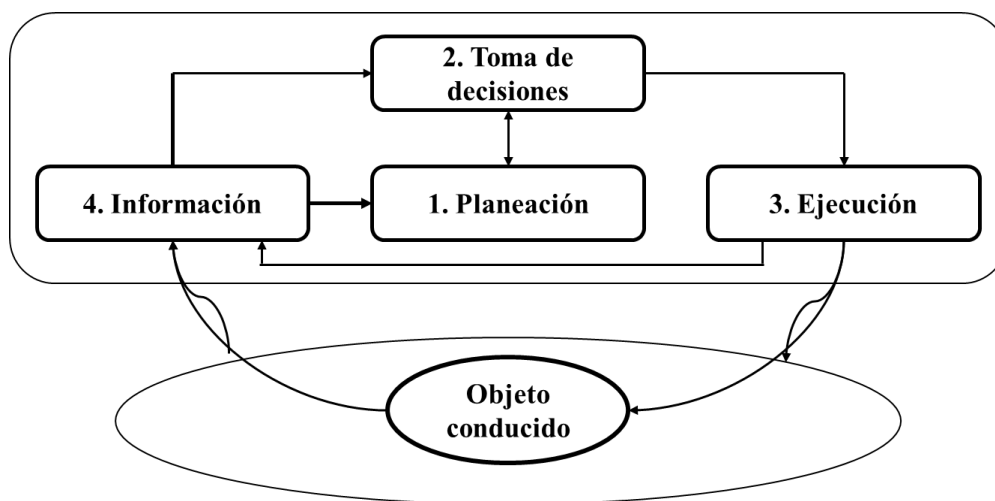 2. Toma de
decisiones
4. Información
1. Planeación
3. Ejecución
Objeto
conducido